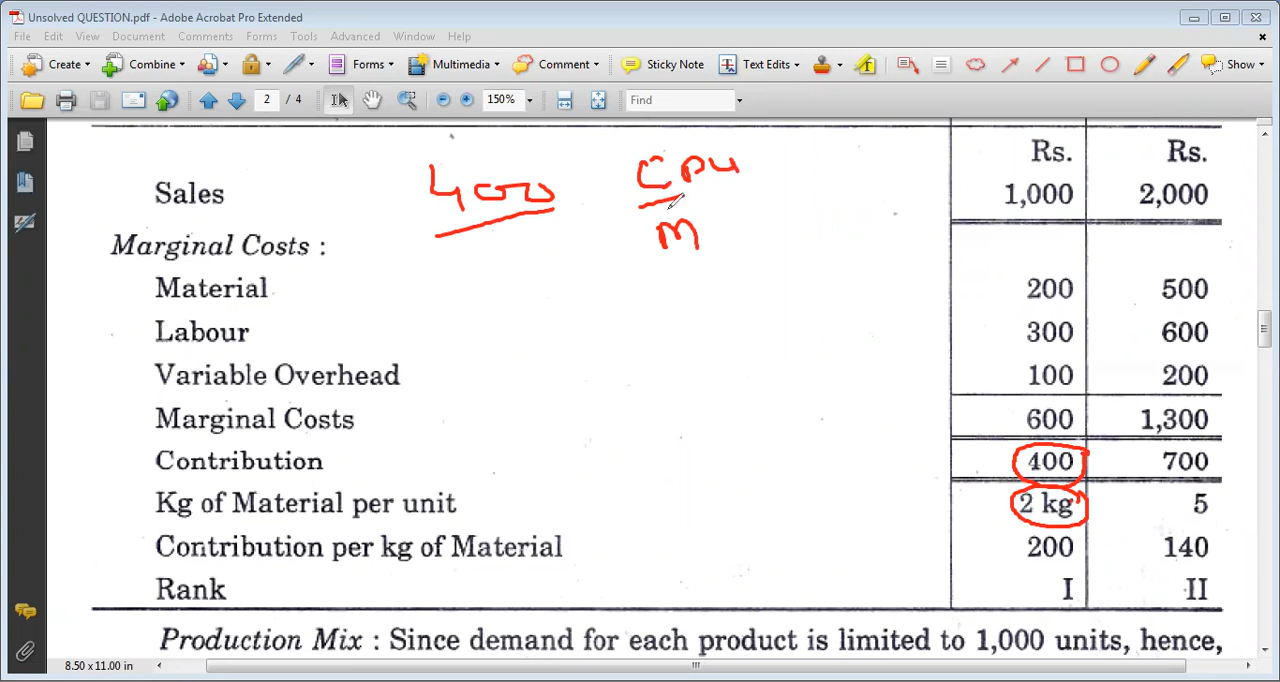 Unsolved QUESTION.pdf - Adobe Acrobat Pro Extended
File Edit View Document Comments Forms Tools Advanced Window Help
Create Combine Forms Multimedia Comment Sticky Note Text Edits Show
2 / 4 150% Find
Rs. Rs.
Sales 1,000 2,000
400 CPU
M
Marginal Costs :
Material 200 500
Labour 300 600
Variable Overhead 100 200
Marginal Costs 600 1,300
Contribution 400 700
Kg of Material per unit 2 kg 5
Contribution per kg of Material 200 140
Rank I II
Production Mix : Since demand for each product is limited to 1,000 units, hence,
8.50 x 11.00 in